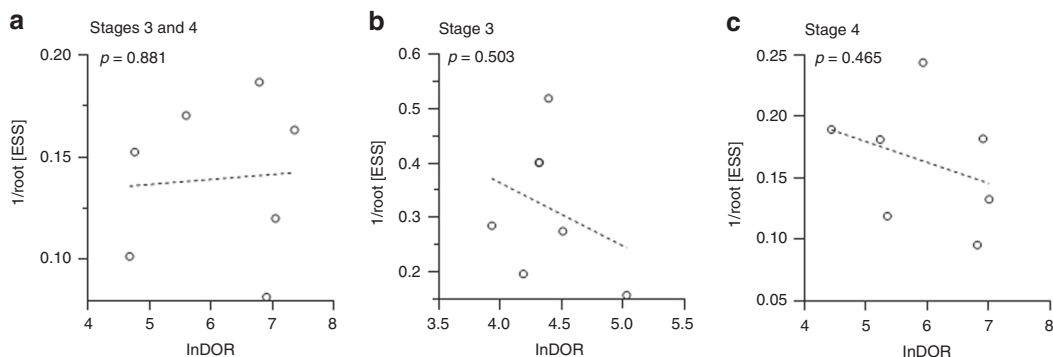 a
Stages 3 and 4
p = 0.881
0.20
0.15
0.10
1/root [ESS]
4 5 6 7 8
lnDOR
b
Stage 3
p = 0.503
0.6
0.5
0.4
0.3
0.2
1/root [ESS]
3.5 4.0 4.5 5.0 5.5
lnDOR
c
Stage 4
p = 0.465
0.25
0.20
0.15
0.10
0.05
1/root [ESS]
4 5 6 7 8
lnDOR